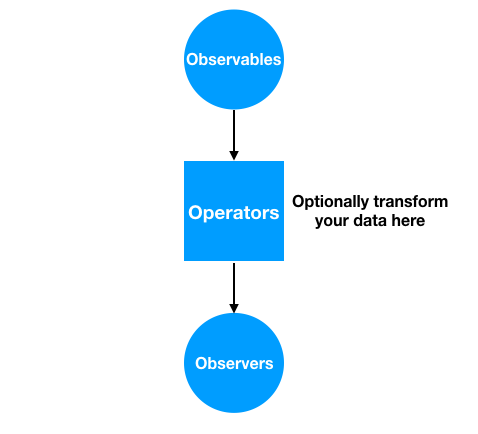 Observables
Operators
Optionally transform
your data here
Observers